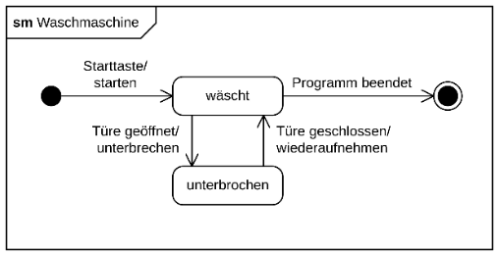 sm Waschmaschine
Starttaste/
starten
wäscht
Programm beendet
Türe geöffnet/
unterbrechen
Türe geschlossen/
wiederaufnehmen
unterbrochen